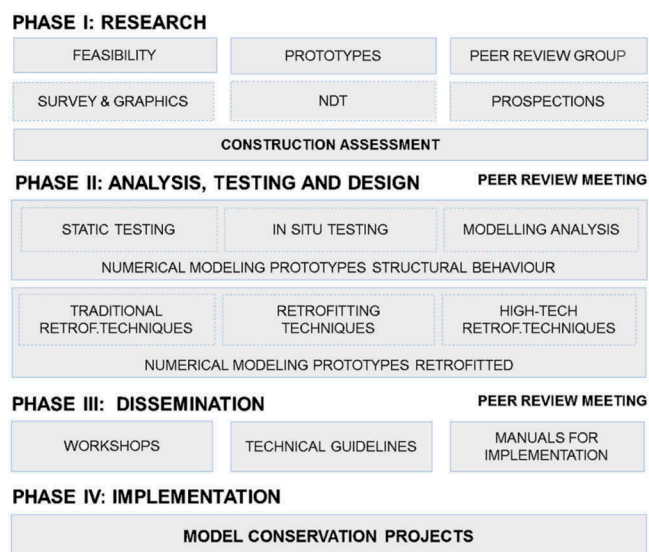 PHASE I: RESEARCH
FEASIBILITY
PROTOTYPES
PEER REVIEW GROUP
SURVEY & GRAPHICS
NDT
PROSPECTIONS
CONSTRUCTION ASSESSMENT
PHASE II: ANALYSIS, TESTING AND DESIGN
PEER REVIEW MEETING
STATIC TESTING
IN SITU TESTING
MODELLING ANALYSIS
NUMERICAL MODELING PROTOTYPES STRUCTURAL BEHAVIOUR
TRADITIONAL
RETROF.TECHNIQUES
RETROFITTING
TECHNIQUES
HIGH-TECH
RETROF.TECHNIQUES
NUMERICAL MODELING PROTOTYPES RETROFITTED
PHASE III: DISSEMINATION
PEER REVIEW MEETING
WORKSHOPS
TECHNICAL GUIDELINES
MANUALS FOR
IMPLEMENTATION
PHASE IV: IMPLEMENTATION
MODEL CONSERVATION PROJECTS